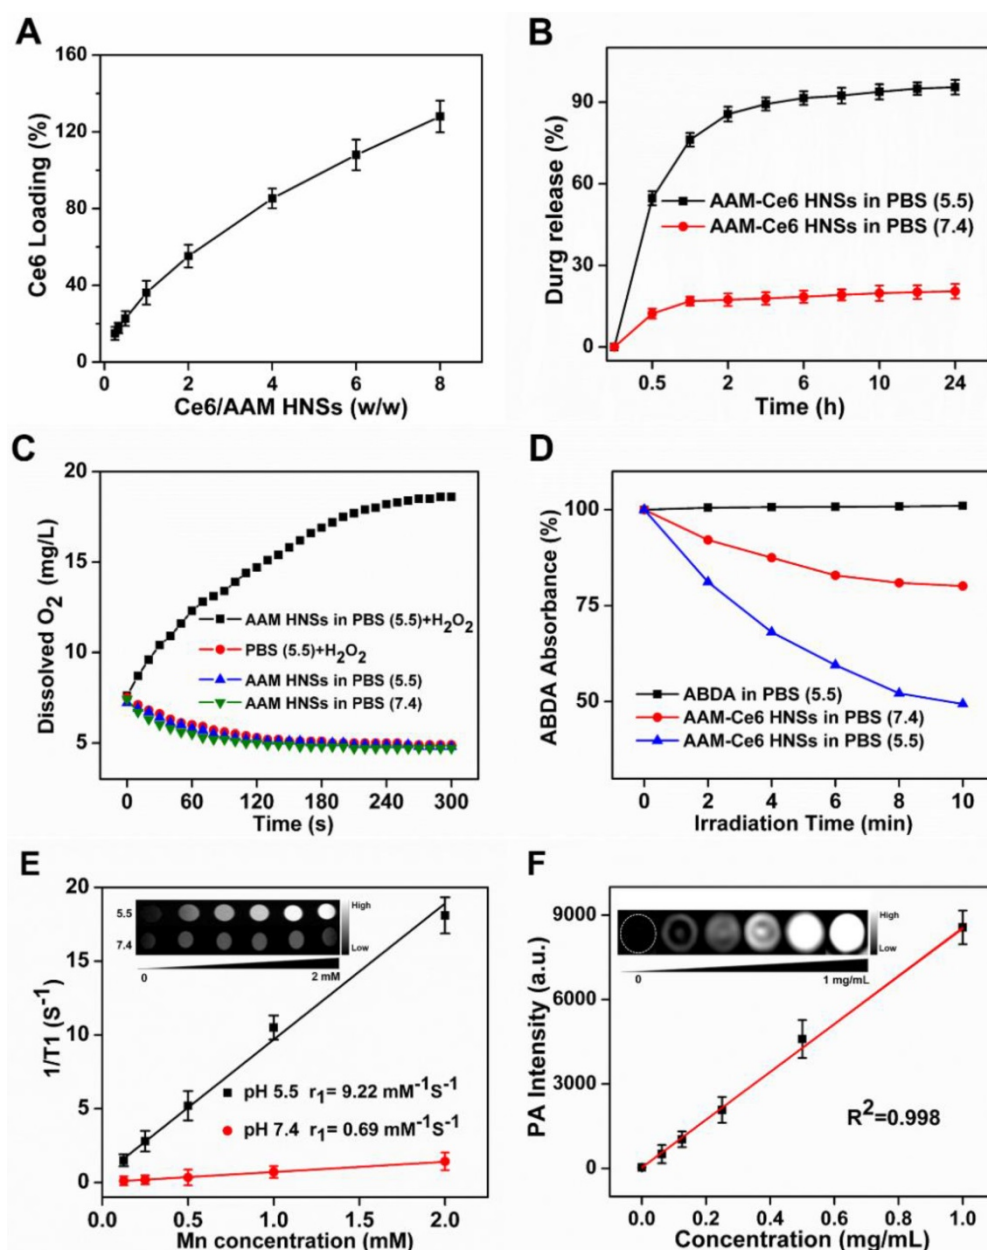 A
160
120
80
40
0
Ce6 Loading (%)
0 2 4 6 8
Ce6/AAM HNSs (w/w)
B
90
60
30
0
Durg release (%)
AAM-Ce6 HNSs in PBS (5.5)
AAM-Ce6 HNSs in PBS (7.4)
0.5 2 6 10 24
Time (h)
C
20
15
10
5
Dissolved O2 (mg/L)
AAM HNSs in PBS (5.5)+H2O2
PBS (5.5)+H2O2
AAM HNSs in PBS (5.5)
AAM HNSs in PBS (7.4)
0 60 120 180 240 300
Time (s)
D
100
75
50
ABDA Absorbance (%)
ABDA in PBS (5.5)
AAM-Ce6 HNSs in PBS (7.4)
AAM-Ce6 HNSs in PBS (5.5)
0 2 4 6 8 10
Irradiation Time (min)
E
20
15
10
5
0
1/T1 (S-1)
5.5
7.4
High
Low
0 2 mM
pH 5.5 r1= 9.22 mM-1S-1
pH 7.4 r1= 0.69 mM-1S-1
0.0 0.5 1.0 1.5 2.0
Mn concentration (mM)
F
9000
6000
3000
0
PA Intensity (a.u.)
High
Low
0 1 mg/mL
R2=0.998
0.0 0.2 0.4 0.6 0.8 1.0
Concentration (mg/mL)